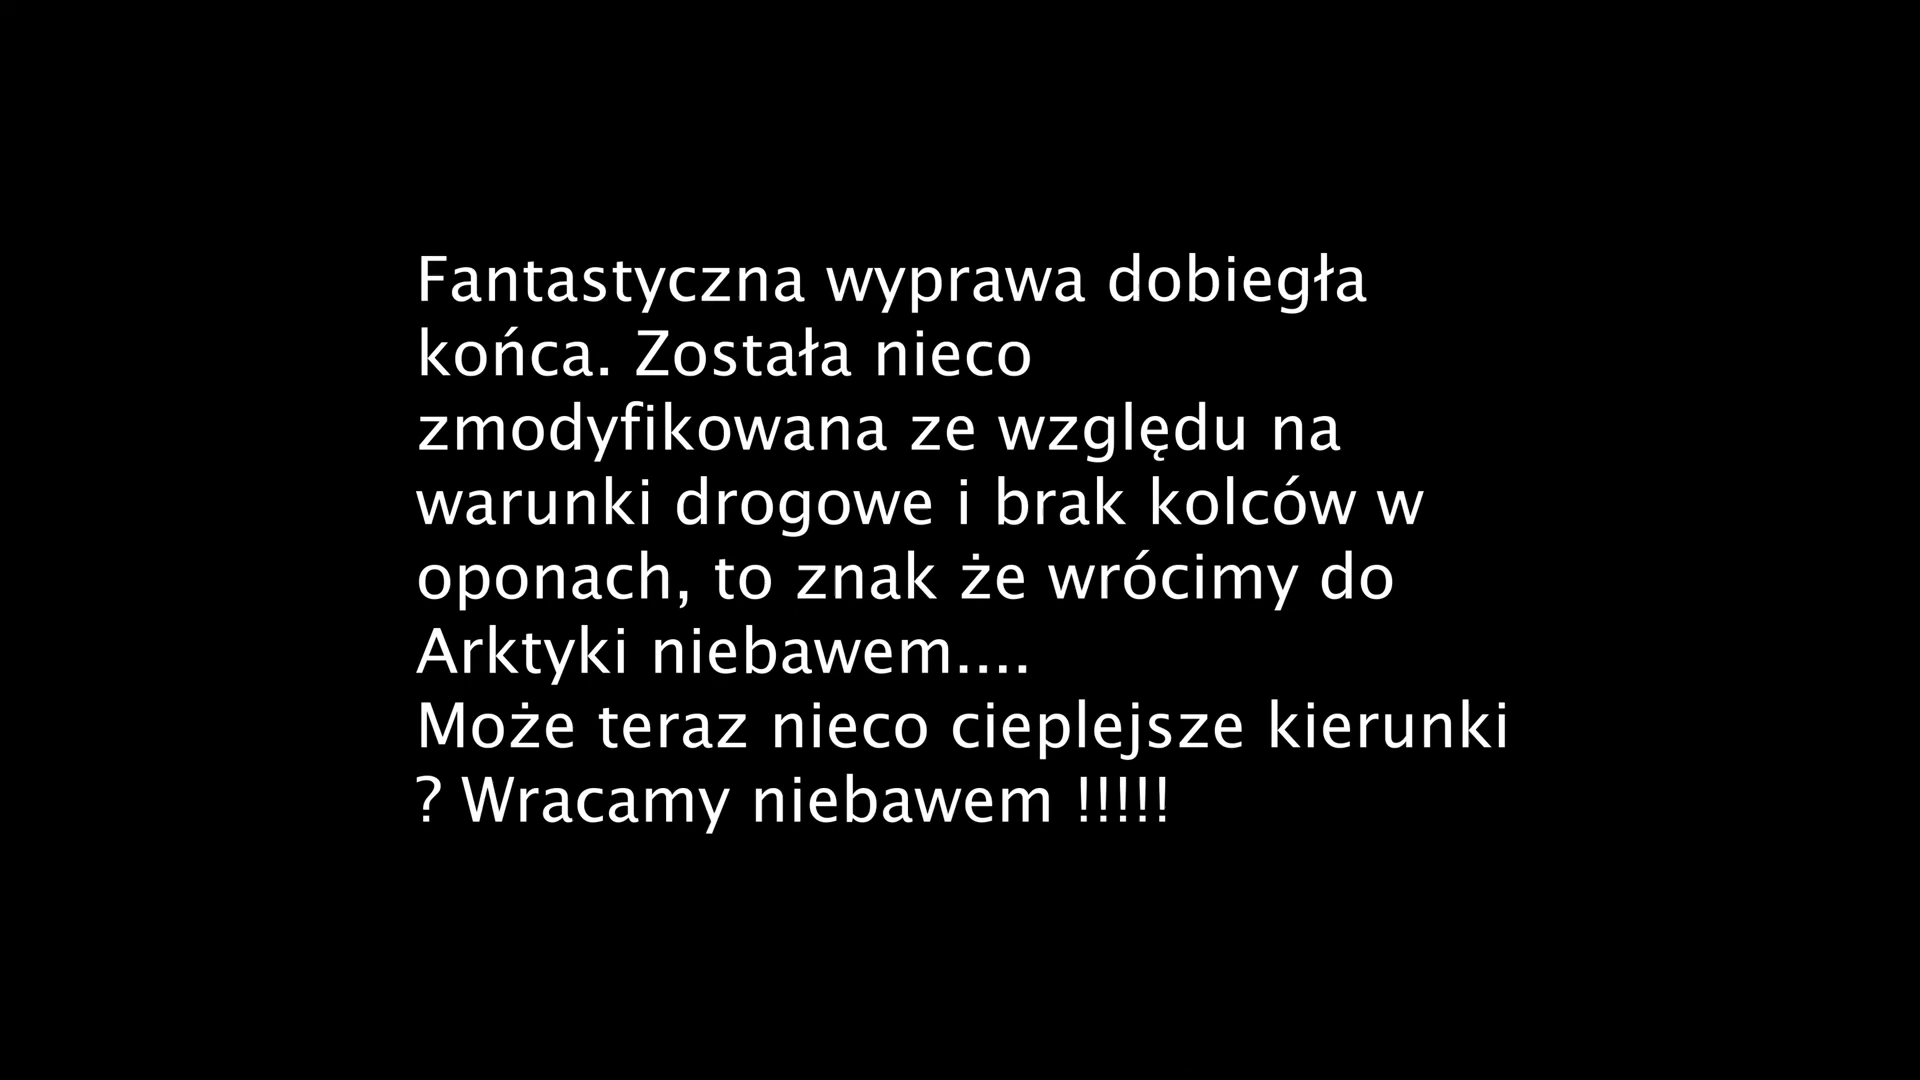 Fantastyczna wyprawa dobiegła
końca. Została nieco
zmodyfikowana ze względu na
warunki drogowe i brak kolców w
oponach, to znak że wrócimy do
Arktyki niebawem....
Może teraz nieco cieplejsze kierunki
? Wracamy niebawem !!!!!